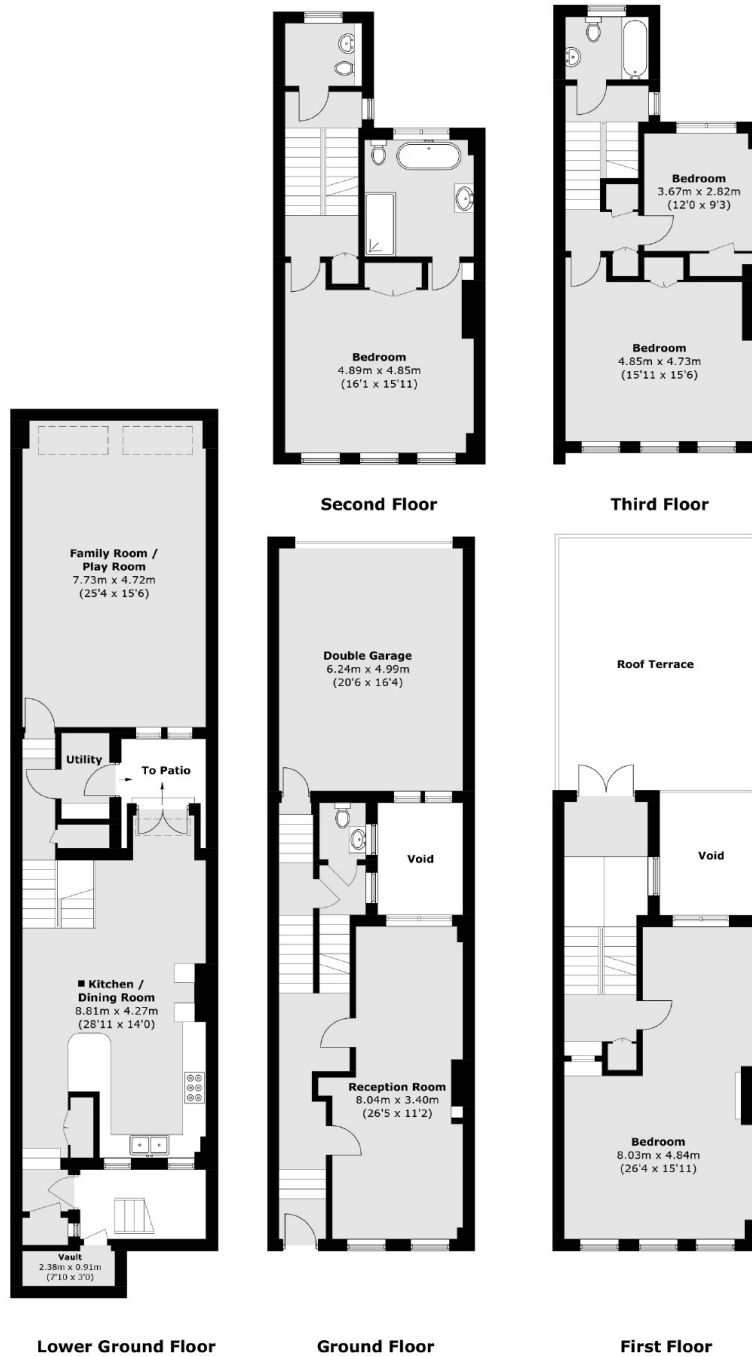 Bedroom
4.89m x 4.85m
(16'1 x 15'11)
Second Floor
Bedroom
3.67m x 2.82m
(12'0 x 9'3)
Bedroom
4.85m x 4.73m
(15'11 x 15'6)
Third Floor
Family Room /
Play Room
7.73m x 4.72m
(25'4 x 15'6)
Utility
To Patio
Kitchen /
Dining Room
8.81m x 4.27m
(28'11 x 14'0)
Vault
2.38m x 0.91m
(7'10 x 3'0)
Lower Ground Floor
Double Garage
6.24m x 4.99m
(20'6 x 16'4)
Void
Reception Room
8.04m x 3.40m
(26'5 x 11'2)
Ground Floor
Roof Terrace
Void
Bedroom
8.03m x 4.84m
(26'4 x 15'11)
First Floor